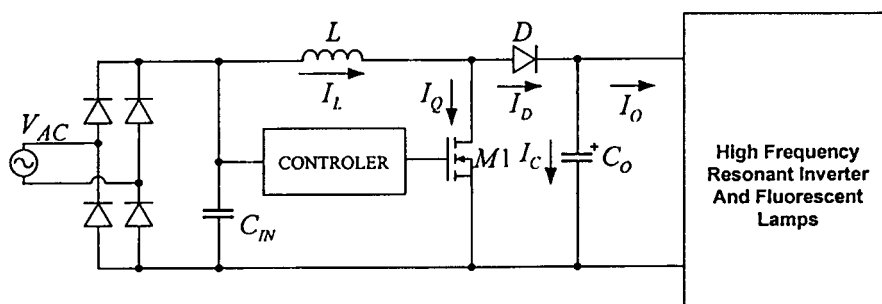 L
D
I_L
I_Q
I_D
I_O
V_AC
CONTROLER
M1
I_C
+
C_O
C_IN
High Frequency
Resonant Inverter
And Fluorescent
Lamps